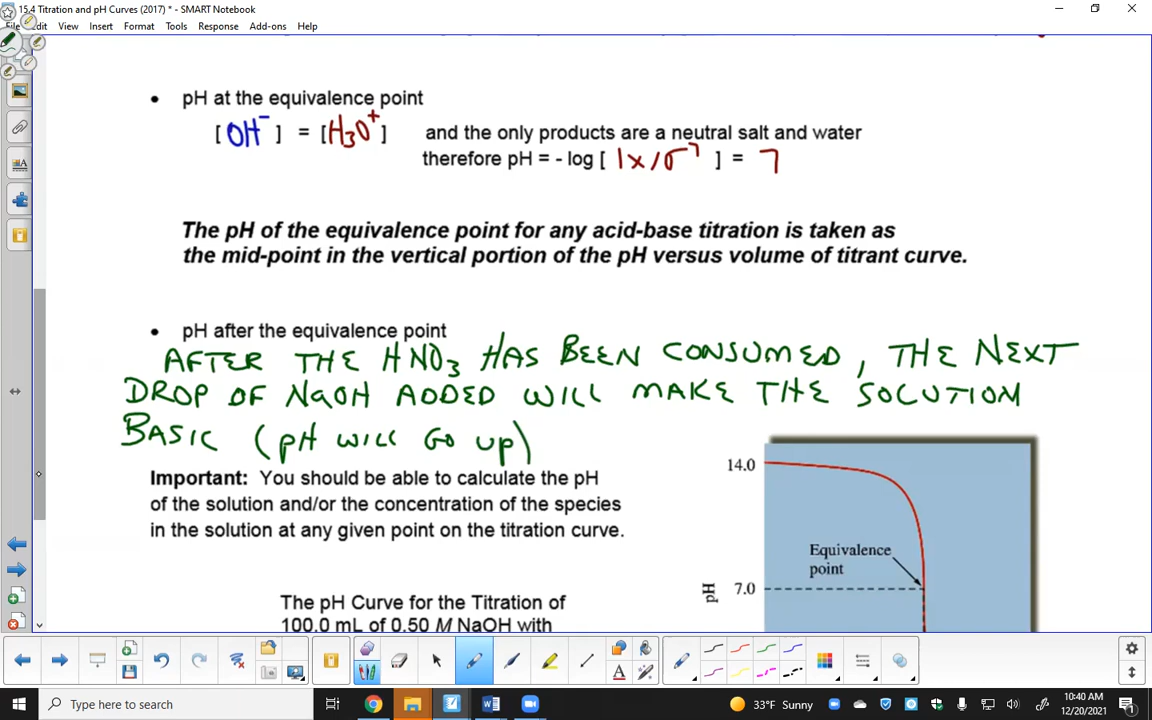 15.4 Titration and pH Curves (2017) * - SMART Notebook
File Edit View Insert Format Tools Resource Add-ons Help
• pH at the equivalence point
[ OH⁻ ] = [H₃O⁺] and the only products are a neutral salt and water
therefore pH = - log [ 1x10⁻⁷ ] = 7
The pH of the equivalence point for any acid-base titration is taken as
the mid-point in the vertical portion of the pH versus volume of titrant curve.
• pH after the equivalence point
AFTER THE HNO₃ HAS BEEN CONSUMED, THE NEXT
DROP OF NaOH ADDED WILL MAKE THE SOLUTION
BASIC (pH WILL GO UP)
Important: You should be able to calculate the pH
of the solution and/or the concentration of the species
in the solution at any given point on the titration curve.
The pH Curve for the Titration of
100.0 mL of 0.50 M NaOH with
14.0
Equivalence
point
pH
7.0
Type here to search
33°F Sunny
10:40 AM
12/20/2021
1